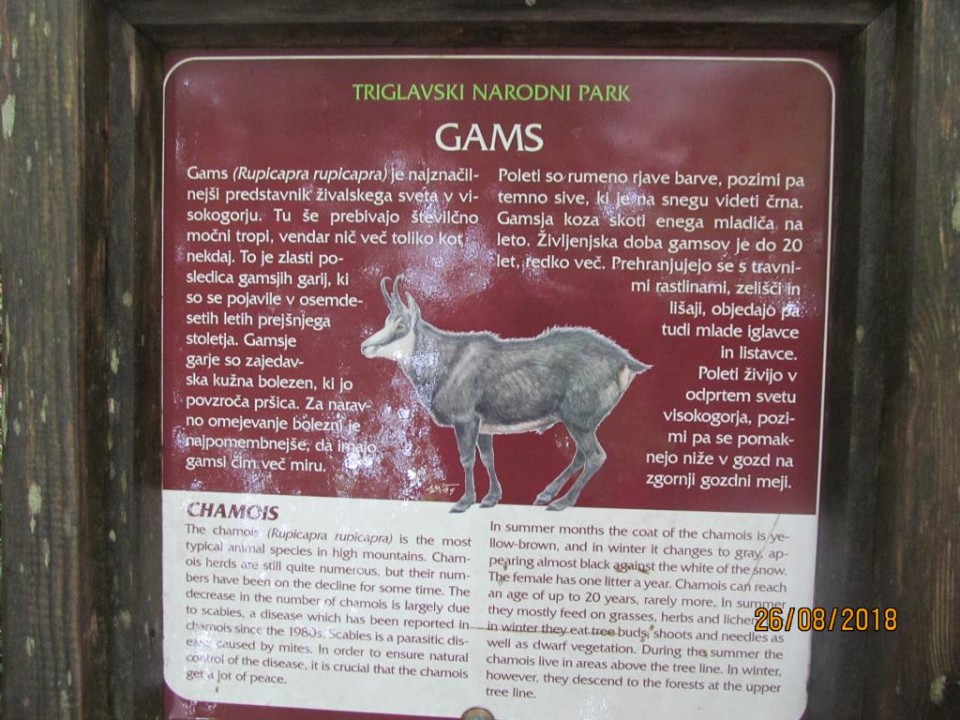 TRIGLAVSKI NARODNI PARK
GAMS
Gams (Rupicapra rupicapra) je najznačil-
nejši predstavnik živalskega sveta v vi-
sokogorju. Tu še prebivajo številčno
močni tropi, vendar nič več toliko kot
nekdaj. To je zlasti po-
sledica gamsjih garij, ki
so se pojavile v osemde-
setih letih prejšnjega
stoletja. Gamsje
garje so zajedav-
ska kužna bolezen, ki jo
povzroča pršica. Za narav-
no omejevanje bolezni je
najpomembnejše, da imajo
gamsi čim več miru.
Poleti so rumeno rjave barve, pozimi pa
temno sive, ki je na snegu videti črna.
Gamsja koza skoti enega mladiča na
leto. Življenjska doba gamsov je do 20
let, redko več. Prehranjujejo se s travni-
mi rastlinami, zelišči in
lišaji, objedajo pa
tudi mlade iglavce
in listavce.
Poleti živijo v
odprtem svetu
visokogorja, pozi-
mi pa se pomak-
nejo niže v gozd na
zgornji gozdni meji.
CHAMOIS
The chamois (Rupicapra rupicapra) is the most
typical animal species in high mountains. Cham-
ois herds are still quite numerous, but their num-
bers have been on the decline for some time. The
decrease in the number of chamois is largely due
to scabies, a disease which has been reported in
chamois since the 1980s. Scabies is a parasitic dis-
ease caused by mites. In order to ensure natural
control of the disease, it is crucial that the chamois
get a lot of peace.
In summer months the coat of the chamois is ye-
llow-brown, and in winter it changes to gray, ap-
pearing almost black against the white of the snow.
The female has one litter a year. Chamois can reach
an age of up to 20 years, rarely more. In summer
they mostly feed on grasses, herbs and lichens,
in winter they eat tree buds, shoots and needles as
well as dwarf vegetation. During the summer the
chamois live in areas above the tree line. In winter,
however, they descend to the forests at the upper
tree line.
26/08/2018